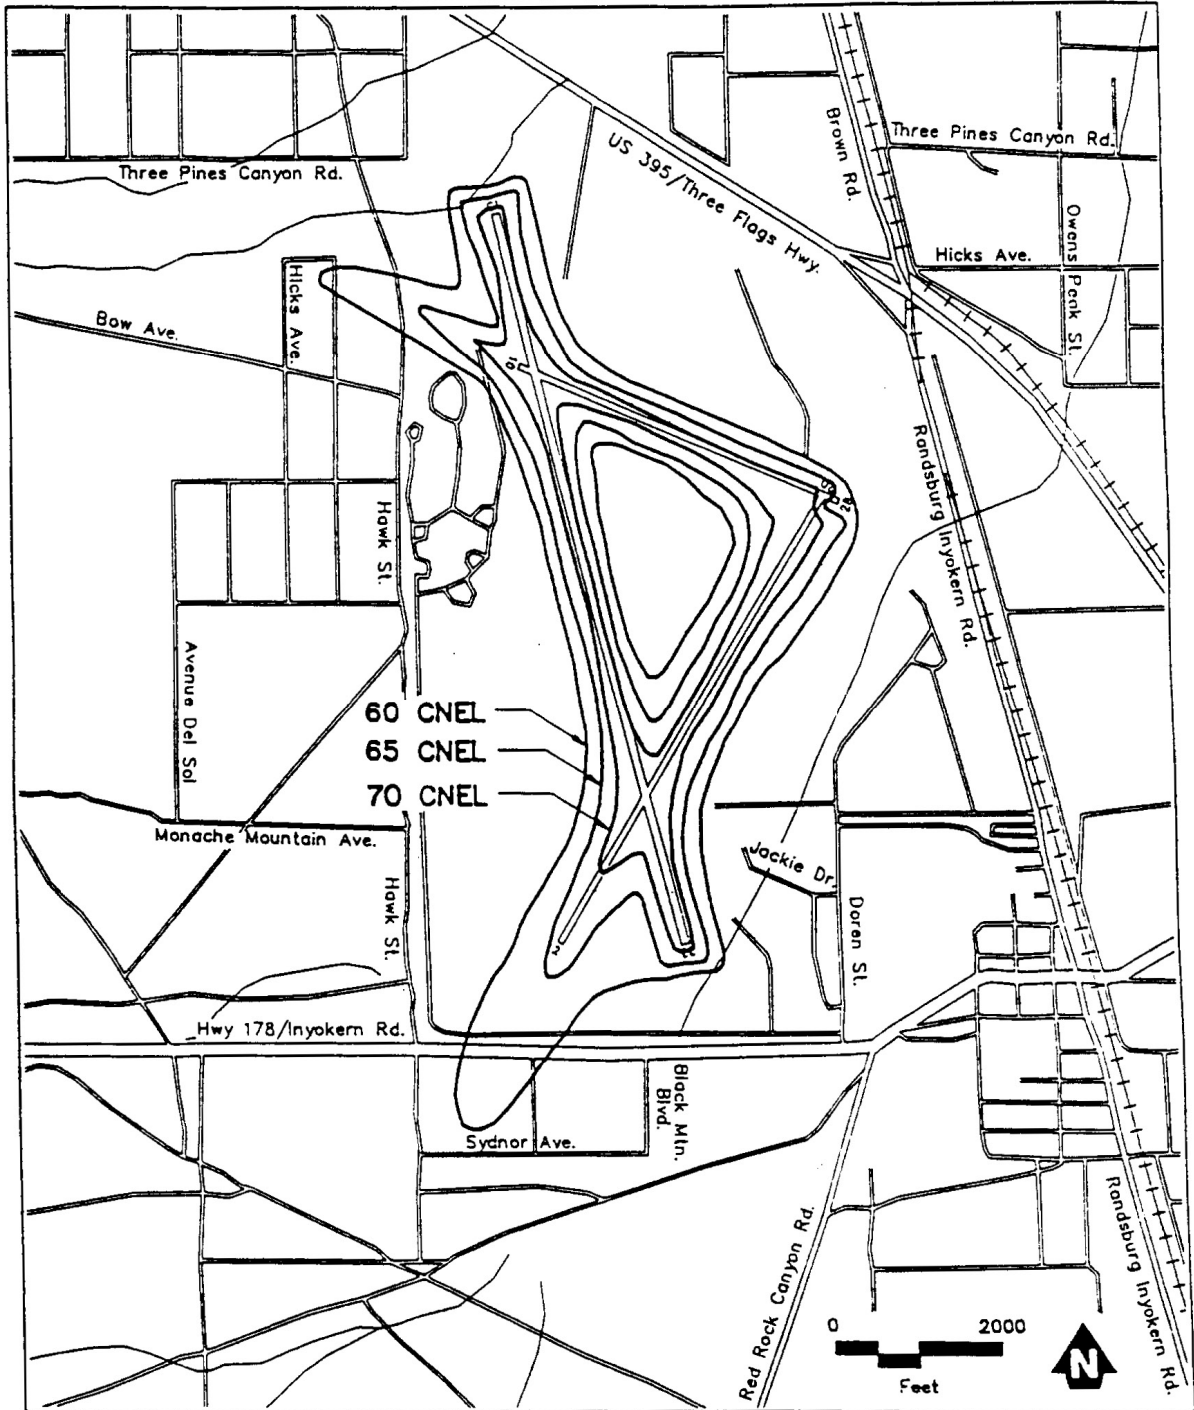 Three Pines Canyon Rd.
US 395/Three Flags Hwy.
Brown Rd.
Three Pines Canyon Rd.
Owens Peak St.
Hicks Ave.
Hicks Ave.
Bow Ave.
10
28
Randsburg Inyokern Rd.
Hawk St.
Avenue Del Sol
60 CNEL
65 CNEL
70 CNEL
Monache Mountain Ave.
Jackie Dr.
Hawk St.
Doren St.
2
Hwy 178/Inyokern Rd.
Black Mtn.
Blvd.
Sydnor Ave.
Red Rock Canyon Rd.
Randsburg Inyokern Rd.
0 2000
Feet
N